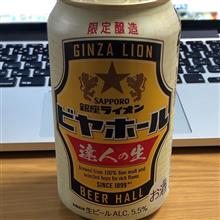 限定醸造
GINZA LION
SAPPORO
銀座ライオン
ビヤホール
達人の生
brewed from 100% fine malt and
selected hops for rich flavor.
SINCE 1899
BEER HALL
生ビール ALC. 5.5%
お酒